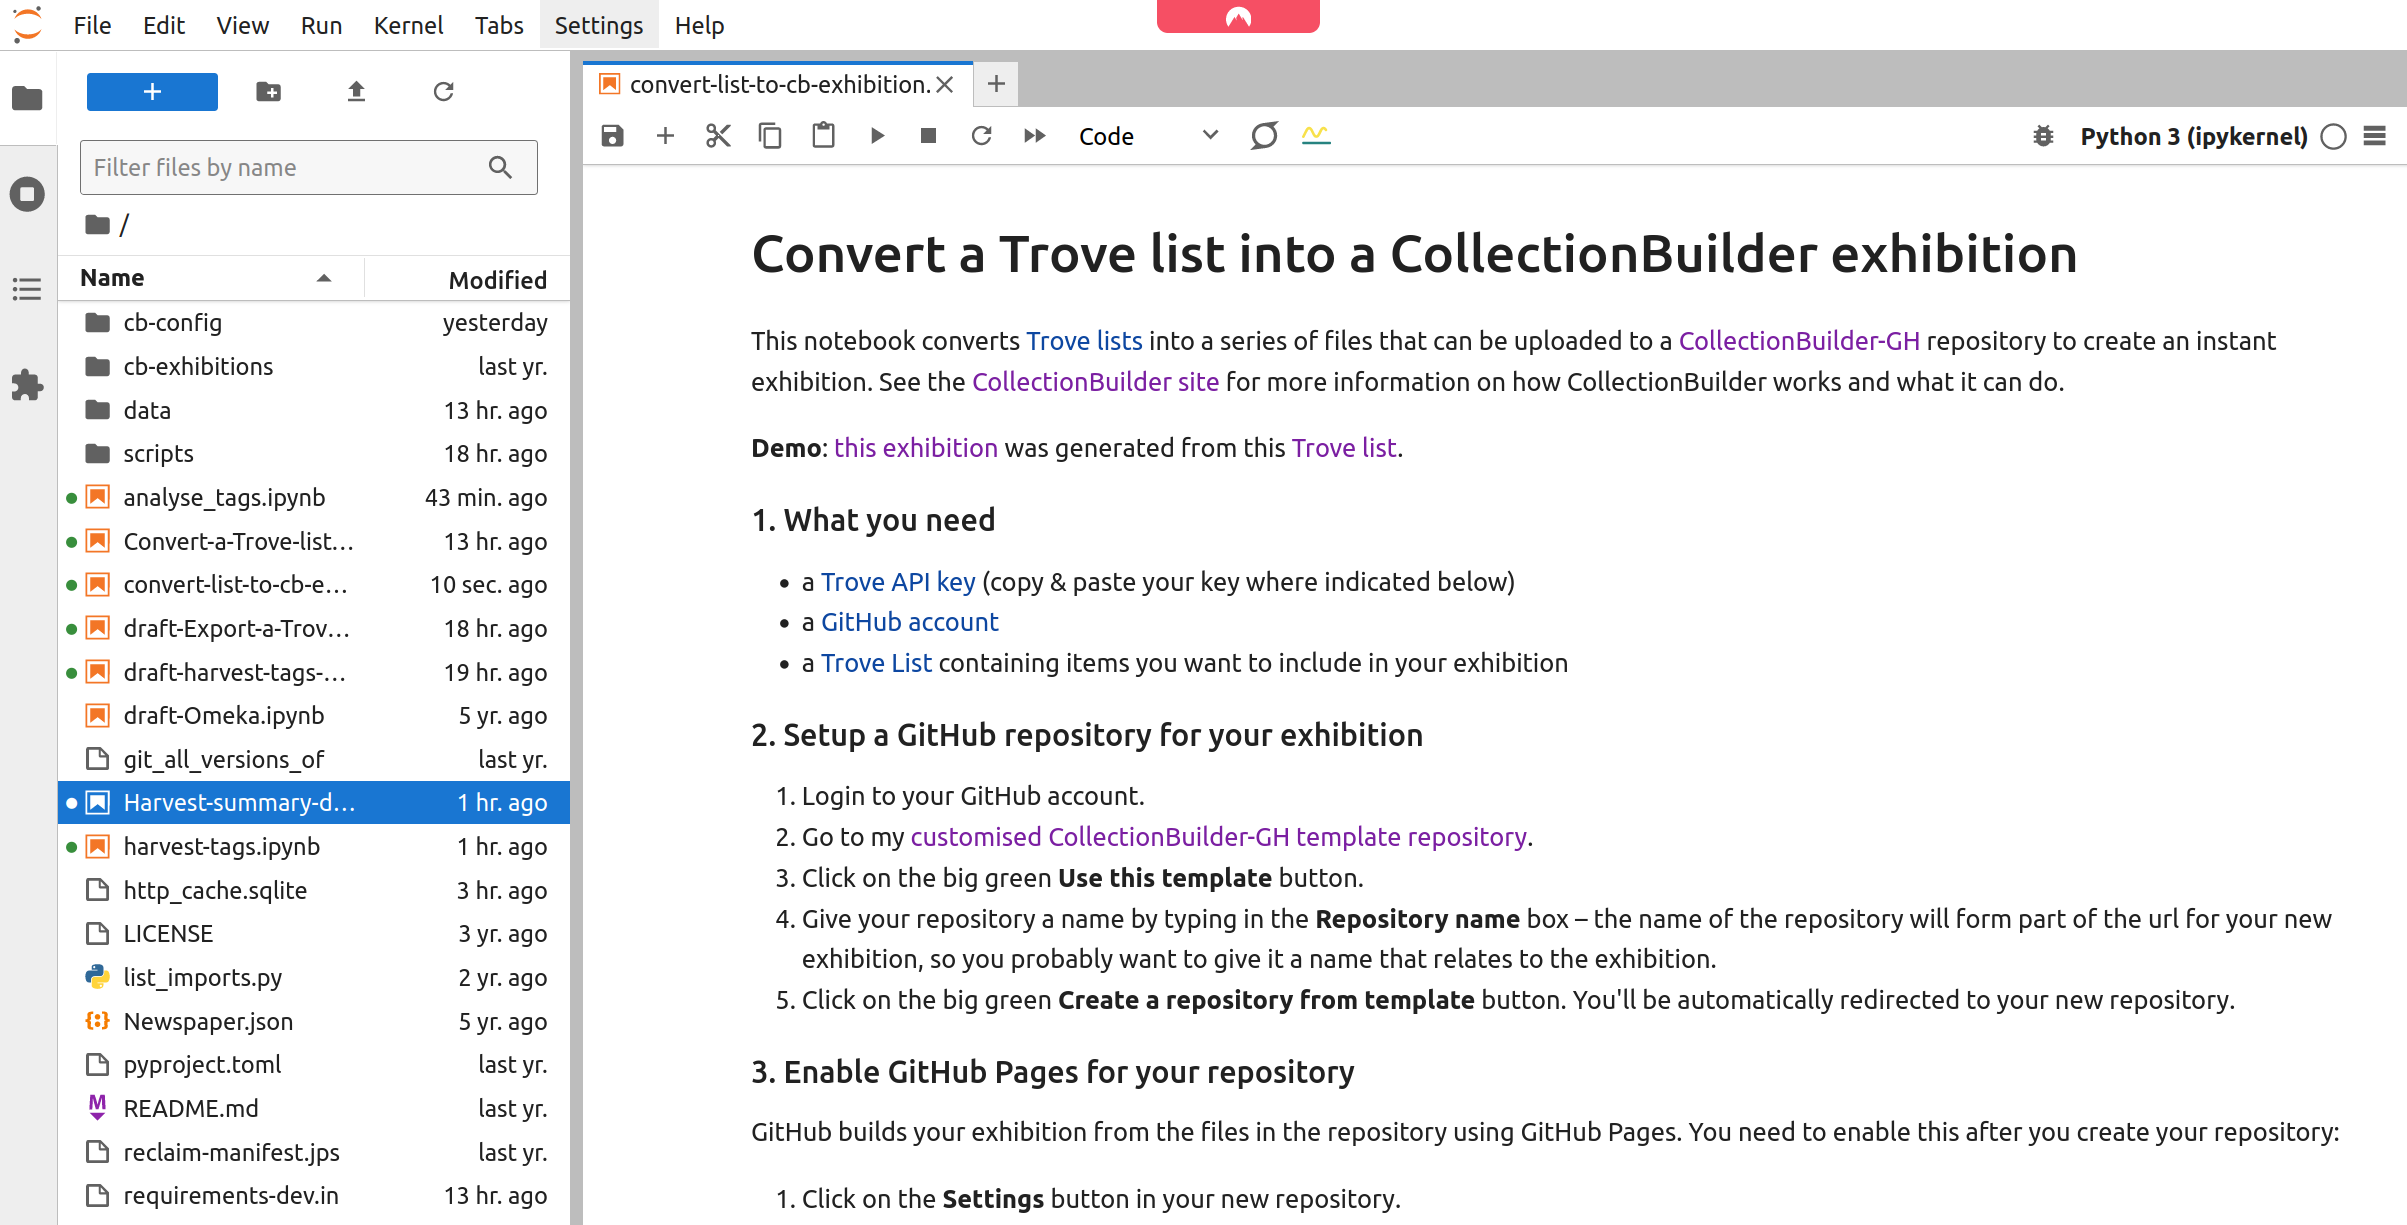 File Edit View Run Kernel Tabs Settings Help
Filter files by name
/
Name Modified
cb-config yesterday
cb-exhibitions last yr.
data 13 hr. ago
scripts 18 hr. ago
analyse_tags.ipynb 43 min. ago
Convert-a-Trove-list… 13 hr. ago
convert-list-to-cb-e… 10 sec. ago
draft-Export-a-Trov… 18 hr. ago
draft-harvest-tags-… 19 hr. ago
draft-Omeka.ipynb 5 yr. ago
git_all_versions_of last yr.
Harvest-summary-d… 1 hr. ago
harvest-tags.ipynb 1 hr. ago
http_cache.sqlite 3 hr. ago
LICENSE 3 yr. ago
list_imports.py 2 yr. ago
Newspaper.json 5 yr. ago
pyproject.toml last yr.
README.md last yr.
reclaim-manifest.jps last yr.
requirements-dev.in 13 hr. ago
convert-list-to-cb-exhibition.
Code Python 3 (ipykernel)
Convert a Trove list into a CollectionBuilder exhibition
This notebook converts Trove lists into a series of files that can be uploaded to a CollectionBuilder-GH repository to create an instant
exhibition. See the CollectionBuilder site for more information on how CollectionBuilder works and what it can do.
Demo: this exhibition was generated from this Trove list.
1. What you need
• a Trove API key (copy & paste your key where indicated below)
• a GitHub account
• a Trove List containing items you want to include in your exhibition
2. Setup a GitHub repository for your exhibition
1. Login to your GitHub account.
2. Go to my customised CollectionBuilder-GH template repository.
3. Click on the big green Use this template button.
4. Give your repository a name by typing in the Repository name box – the name of the repository will form part of the url for your new
exhibition, so you probably want to give it a name that relates to the exhibition.
5. Click on the big green Create a repository from template button. You'll be automatically redirected to your new repository.
3. Enable GitHub Pages for your repository
GitHub builds your exhibition from the files in the repository using GitHub Pages. You need to enable this after you create your repository:
1. Click on the Settings button in your new repository.